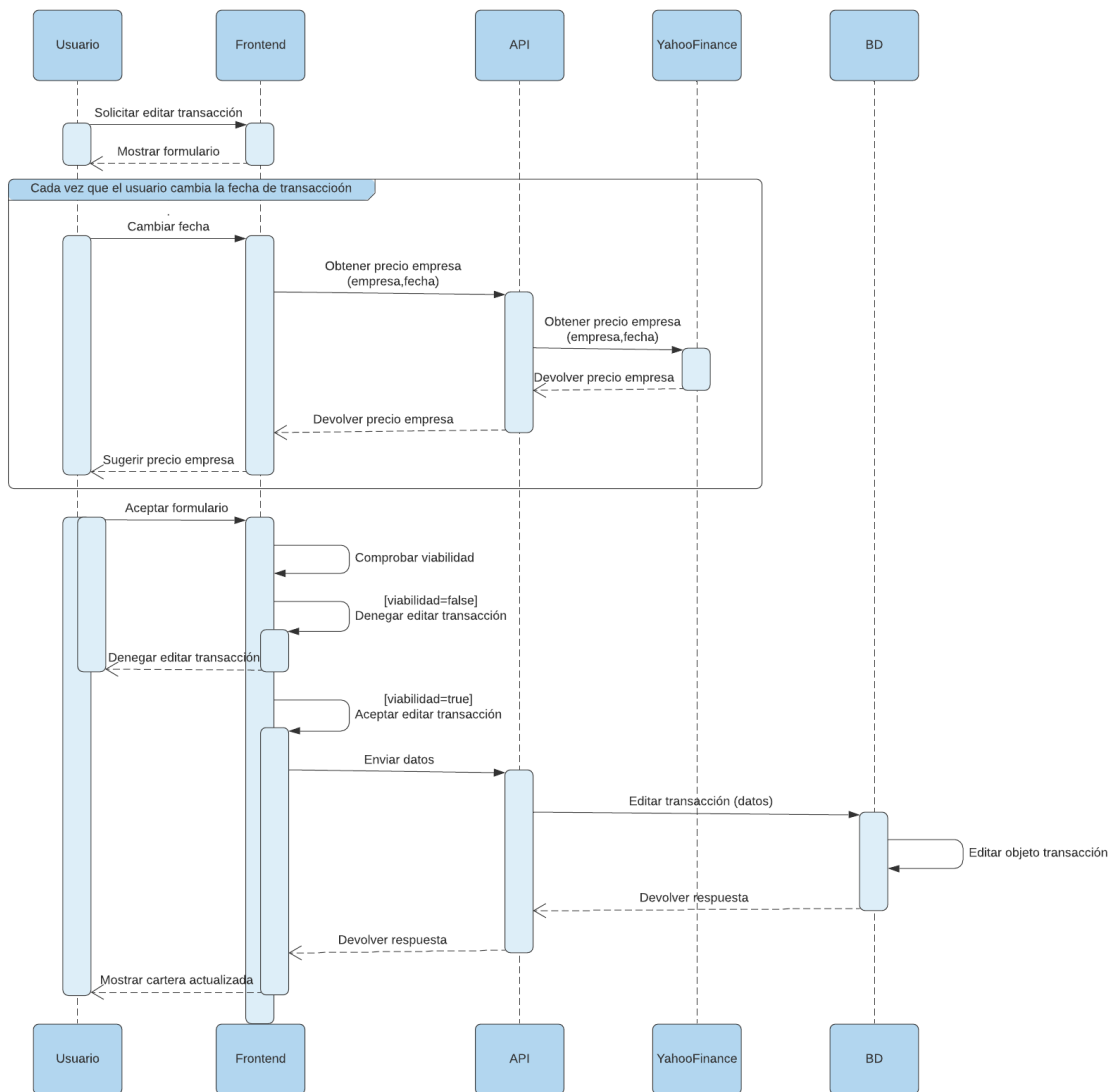 Usuario
Frontend
API
YahooFinance
BD
Solicitar editar transacción
Mostrar formulario
Cada vez que el usuario cambia la fecha de transaccioón
.
Cambiar fecha
Obtener precio empresa
(empresa,fecha)
Obtener precio empresa
(empresa,fecha)
Devolver precio empresa
Devolver precio empresa
Sugerir precio empresa
Aceptar formulario
Comprobar viabilidad
[viabilidad=false]
Denegar editar transacción
Denegar editar transacción
[viabilidad=true]
Aceptar editar transacción
Enviar datos
Editar transacción (datos)
Editar objeto transacción
Devolver respuesta
Devolver respuesta
Mostrar cartera actualizada
Usuario
Frontend
API
YahooFinance
BD